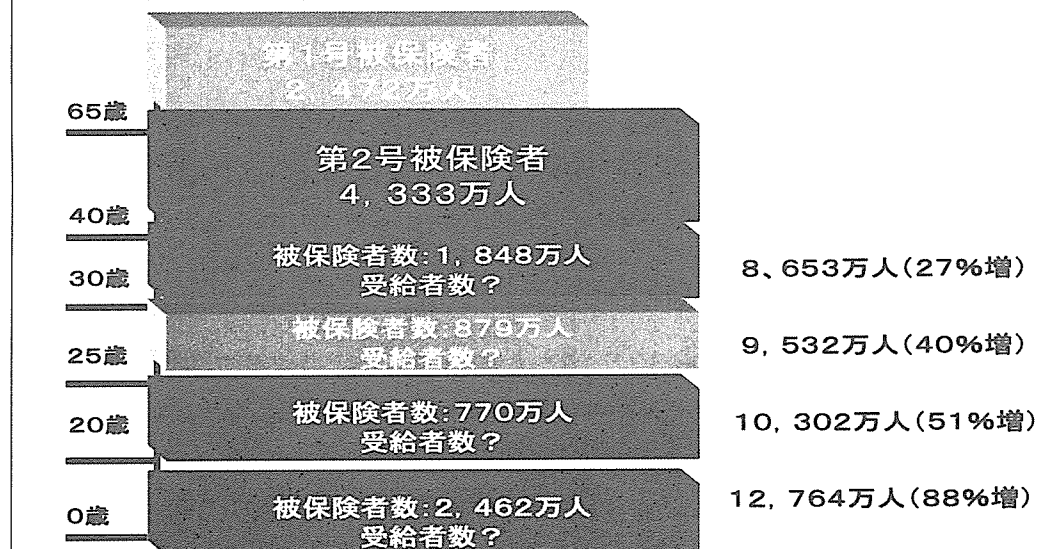 第1号被保険者
2，472万人
65歳
第2号被保険者
4，333万人
40歳
被保険者数:1，848万人
受給者数？
8、653万人(27%増)
30歳
被保険者数:879万人
受給者数？
9，532万人(40%増)
25歳
被保険者数:770万人
受給者数？
10，302万人(51%増)
20歳
被保険者数:2，462万人
受給者数？
12，764万人(88%増)
0歳